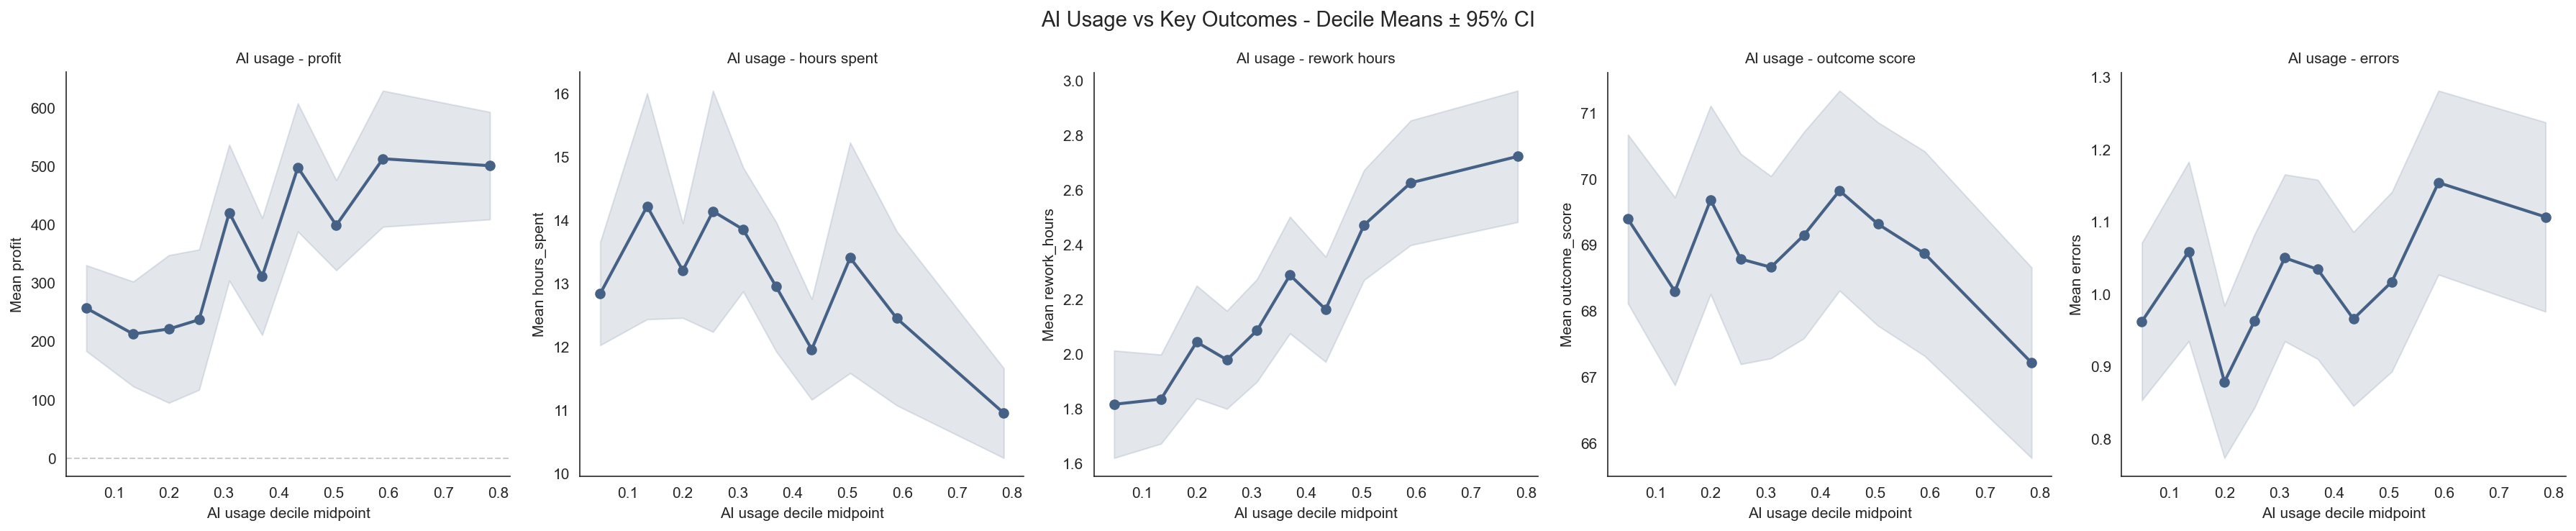 AI Usage vs Key Outcomes - Decile Means ± 95% CI
AI usage - profit
Mean profit
600
500
400
300
200
100
0
0.1 0.2 0.3 0.4 0.5 0.6 0.7 0.8
AI usage decile midpoint
AI usage - hours spent
Mean hours_spent
16
15
14
13
12
11
10
0.1 0.2 0.3 0.4 0.5 0.6 0.7 0.8
AI usage decile midpoint
AI usage - rework hours
Mean rework_hours
3.0
2.8
2.6
2.4
2.2
2.0
1.8
1.6
0.1 0.2 0.3 0.4 0.5 0.6 0.7 0.8
AI usage decile midpoint
AI usage - outcome score
Mean outcome_score
71
70
69
68
67
66
0.1 0.2 0.3 0.4 0.5 0.6 0.7 0.8
AI usage decile midpoint
AI usage - errors
Mean errors
1.3
1.2
1.1
1.0
0.9
0.8
0.1 0.2 0.3 0.4 0.5 0.6 0.7 0.8
AI usage decile midpoint